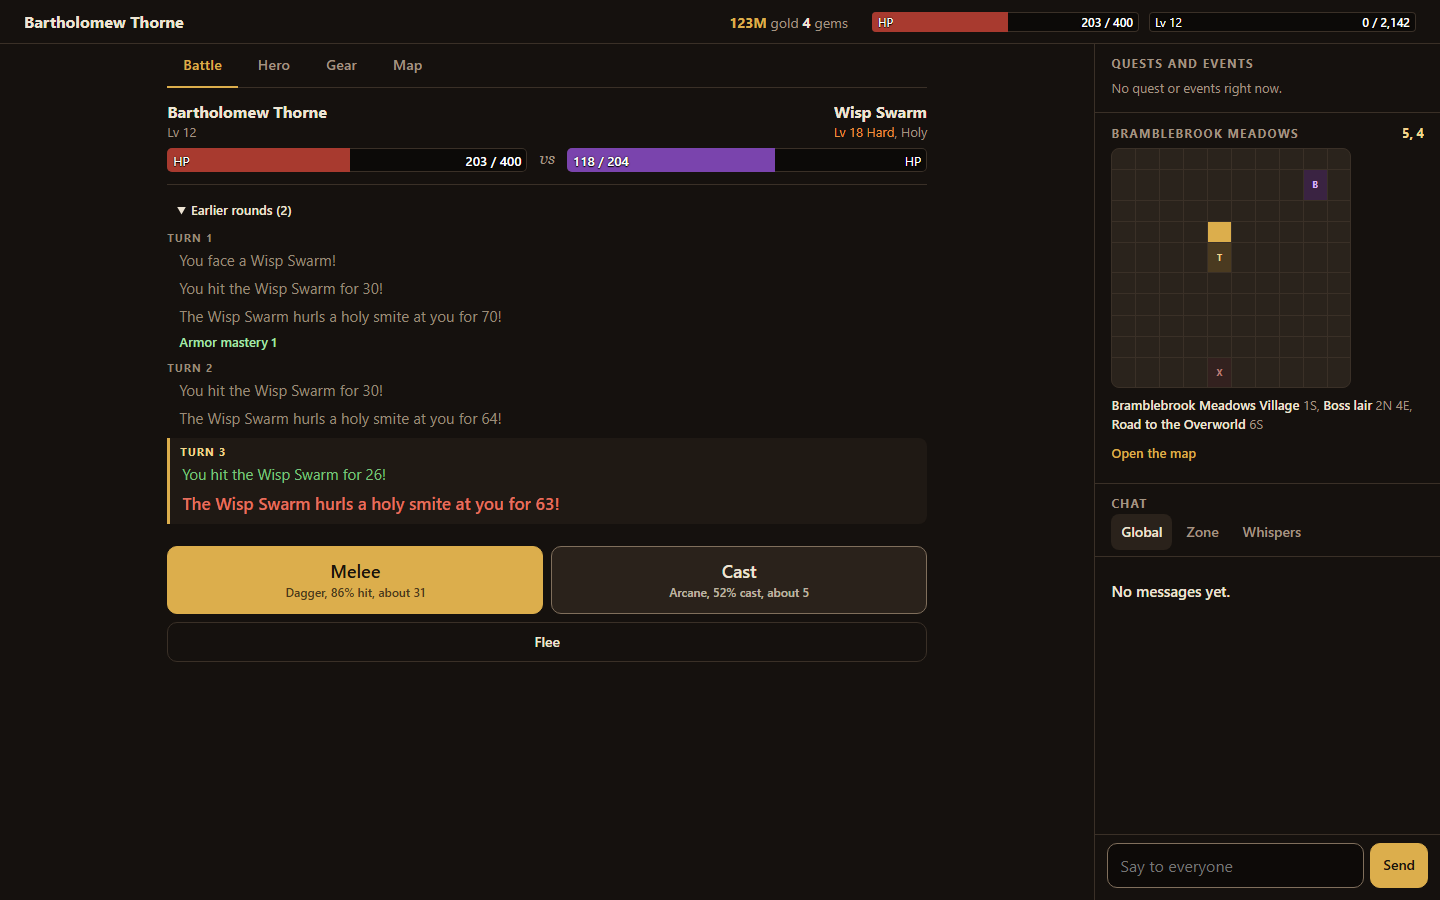 Bartholomew Thorne
123M gold 4 gems
HP 203 / 400
Lv 12 0 / 2,142
Battle Hero Gear Map
Bartholomew Thorne
Lv 12
HP 203 / 400
vs
Wisp Swarm
Lv 18 Hard, Holy
118 / 204 HP
▼ Earlier rounds (2)
TURN 1
You face a Wisp Swarm!
You hit the Wisp Swarm for 30!
The Wisp Swarm hurls a holy smite at you for 70!
Armor mastery 1
TURN 2
You hit the Wisp Swarm for 30!
The Wisp Swarm hurls a holy smite at you for 64!
TURN 3
You hit the Wisp Swarm for 26!
The Wisp Swarm hurls a holy smite at you for 63!
Melee
Dagger, 86% hit, about 31
Cast
Arcane, 52% cast, about 5
Flee
QUESTS AND EVENTS
No quest or events right now.
BRAMBLEBROOK MEADOWS 5, 4
B
T
X
Bramblebrook Meadows Village 1S, Boss lair 2N 4E,
Road to the Overworld 6S
Open the map
CHAT
Global Zone Whispers
No messages yet.
Say to everyone
Send